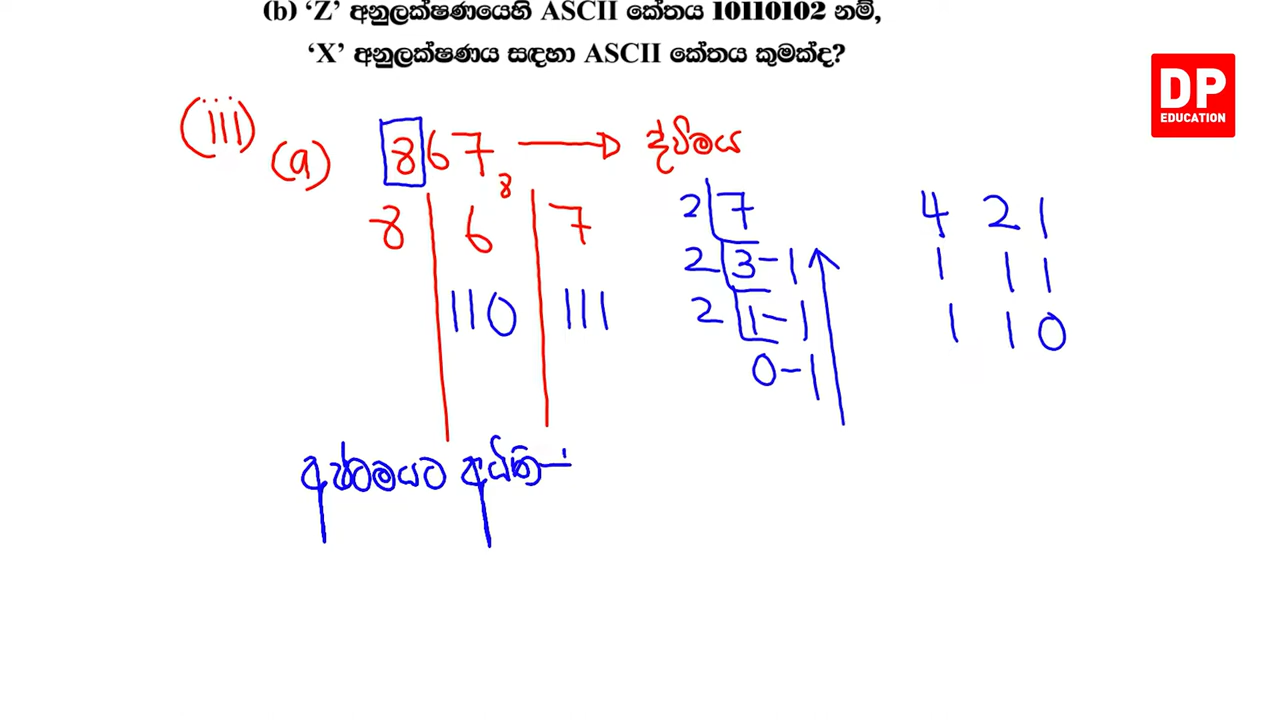 (b) ‘Z’ අනුලක්ෂණයෙහි ASCII කේතය 10110102 නම්,
‘X’ අනුලක්ෂණය සඳහා ASCII කේතය කුමක්ද?
DP
EDUCATION
(iii)
(a) 867₈ → ද්විමය
8 6 7
110 111
2 7
2 3-1
2 1-1
0-1
4 2 1
1 1 1
1 1 0
අෂ්ටමයට